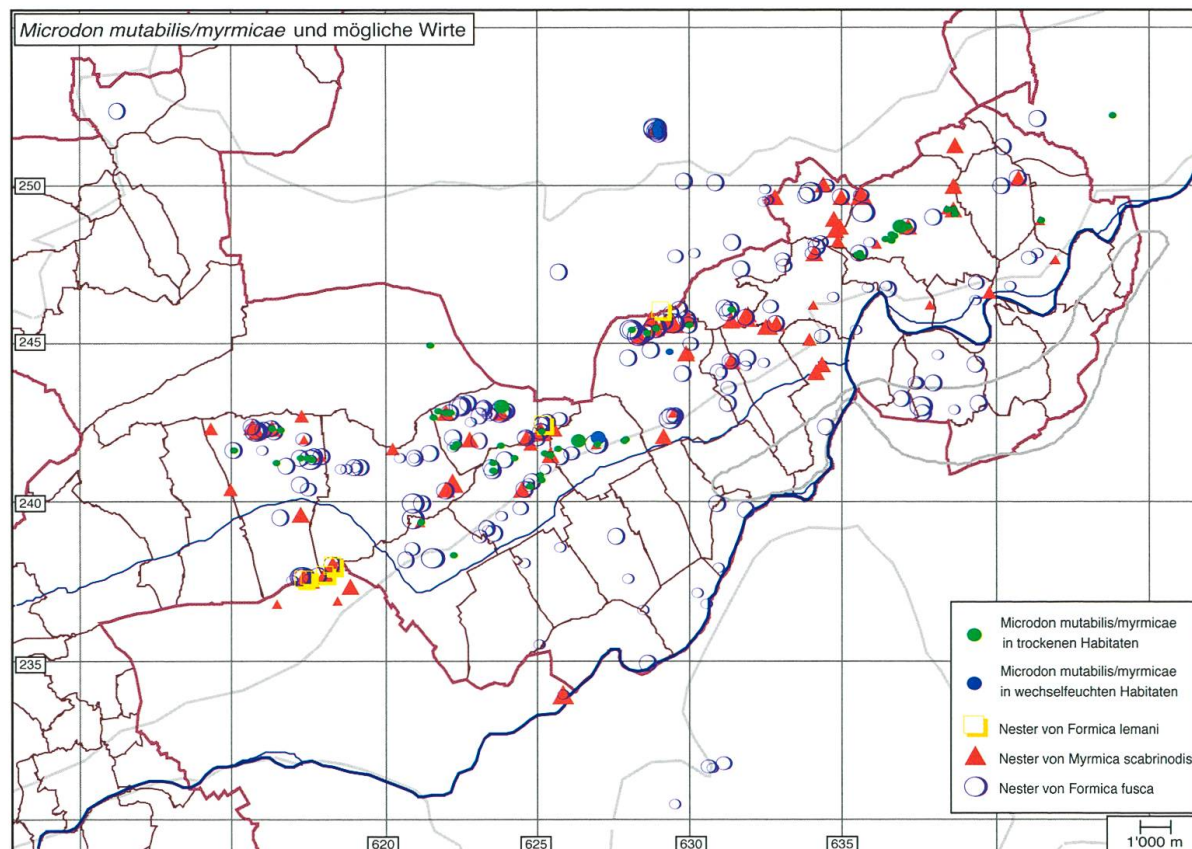 Microdon mutabilis/myrmicae und mögliche Wirte
250
245
240
235
620
625
630
635
Microdon mutabilis/myrmicae
in trockenen Habitaten
Microdon mutabilis/myrmicae
in wechselfeuchten Habitaten
Nester von Formica lemani
Nester von Myrmica scabrinodis
Nester von Formica fusca
1'000 m